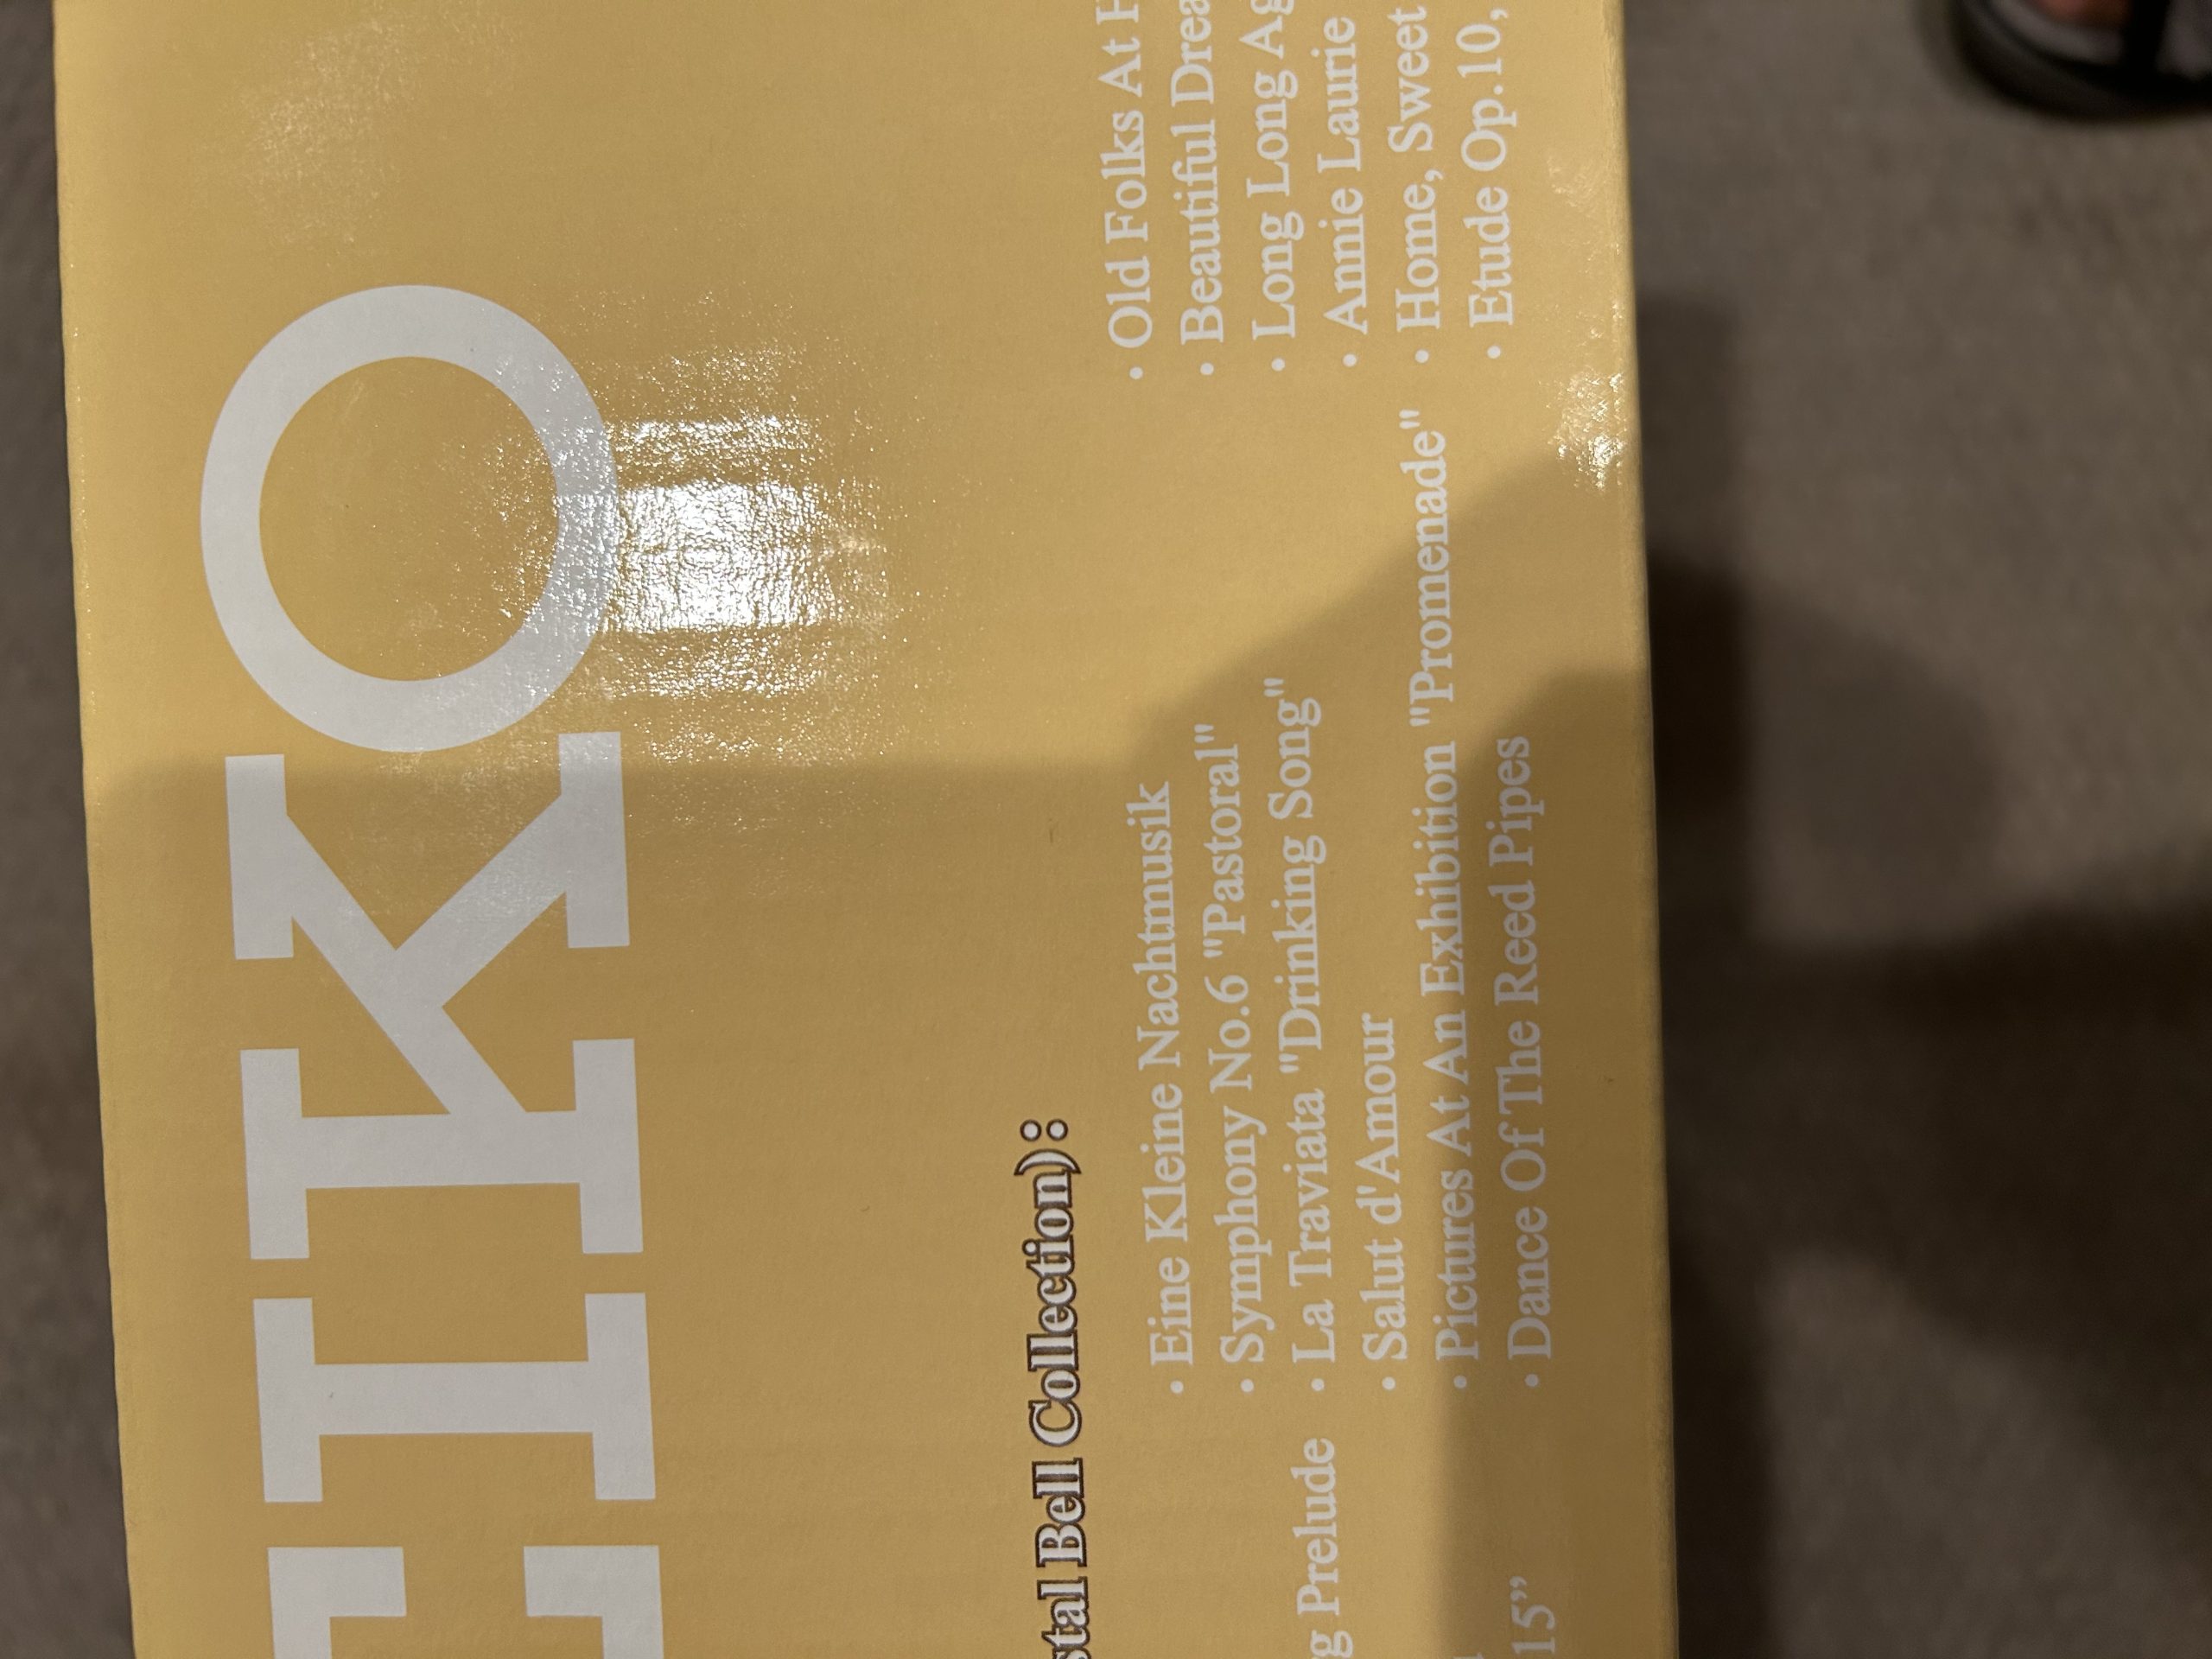 EIKO
stal Bell Collection):
g Prelude
15”
• Eine Kleine Nachtmusik
• Symphony No.6 "Pastoral"
• La Traviata "Drinking Song"
• Salut d'Amour
• Pictures At An Exhibition "Promenade"
• Dance Of The Reed Pipes
• Old Folks At H
• Beautiful Drea
• Long Long Ag
• Annie Laurie
• Home, Sweet
• Etude Op.10,